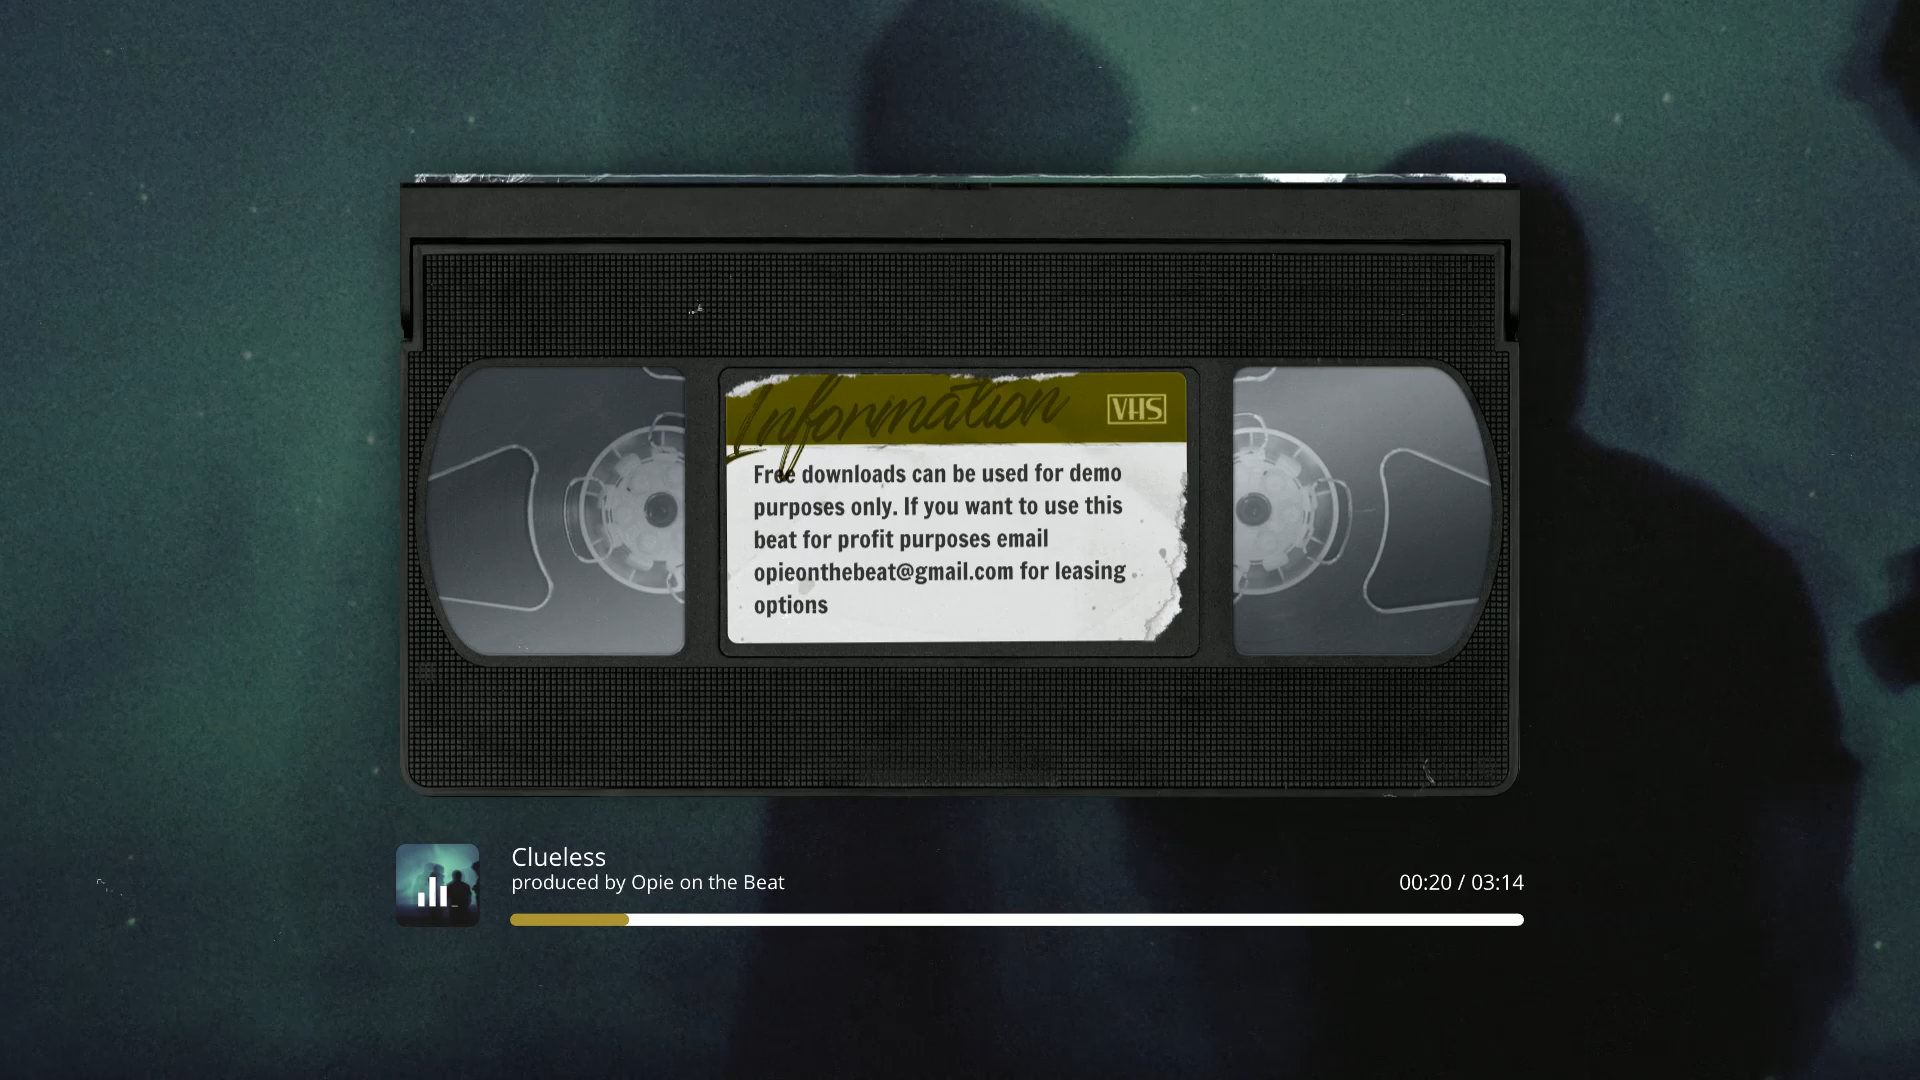 Information
VHS
Free downloads can be used for demo
purposes only. If you want to use this
beat for profit purposes email
opieonthebeat@gmail.com for leasing
options
Clueless
produced by Opie on the Beat
00:20 / 03:14